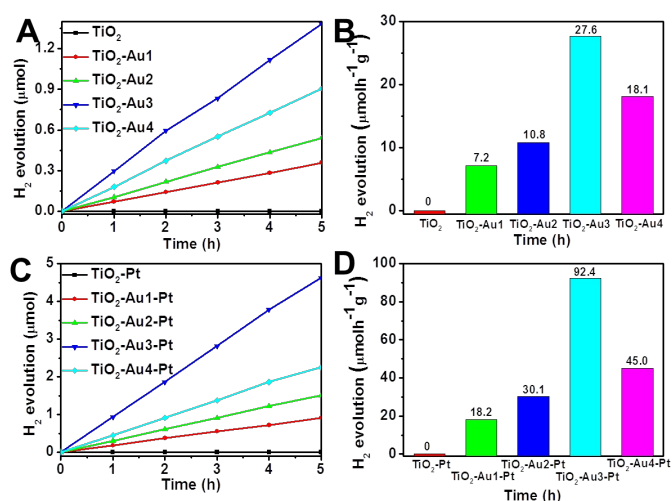 A
H₂ evolution (μmol)
1.2
0.9
0.6
0.3
0.0
TiO₂
TiO₂-Au1
TiO₂-Au2
TiO₂-Au3
TiO₂-Au4
0 1 2 3 4 5
Time (h)
B
H₂ evolution (μmolh⁻¹g⁻¹)
30
20
10
0
0
7.2
10.8
27.6
18.1
TiO₂ TiO₂-Au1 TiO₂-Au2 TiO₂-Au3 TiO₂-Au4
Time (h)
C
H₂ evolution (μmol)
5
4
3
2
1
0
TiO₂-Pt
TiO₂-Au1-Pt
TiO₂-Au2-Pt
TiO₂-Au3-Pt
TiO₂-Au4-Pt
0 1 2 3 4 5
Time (h)
D
H₂ evolution (μmolh⁻¹g⁻¹)
100
80
60
40
20
0
0
18.2
30.1
92.4
45.0
TiO₂-Pt TiO₂-Au1-Pt TiO₂-Au2-Pt TiO₂-Au3-Pt TiO₂-Au4-Pt
Time (h)